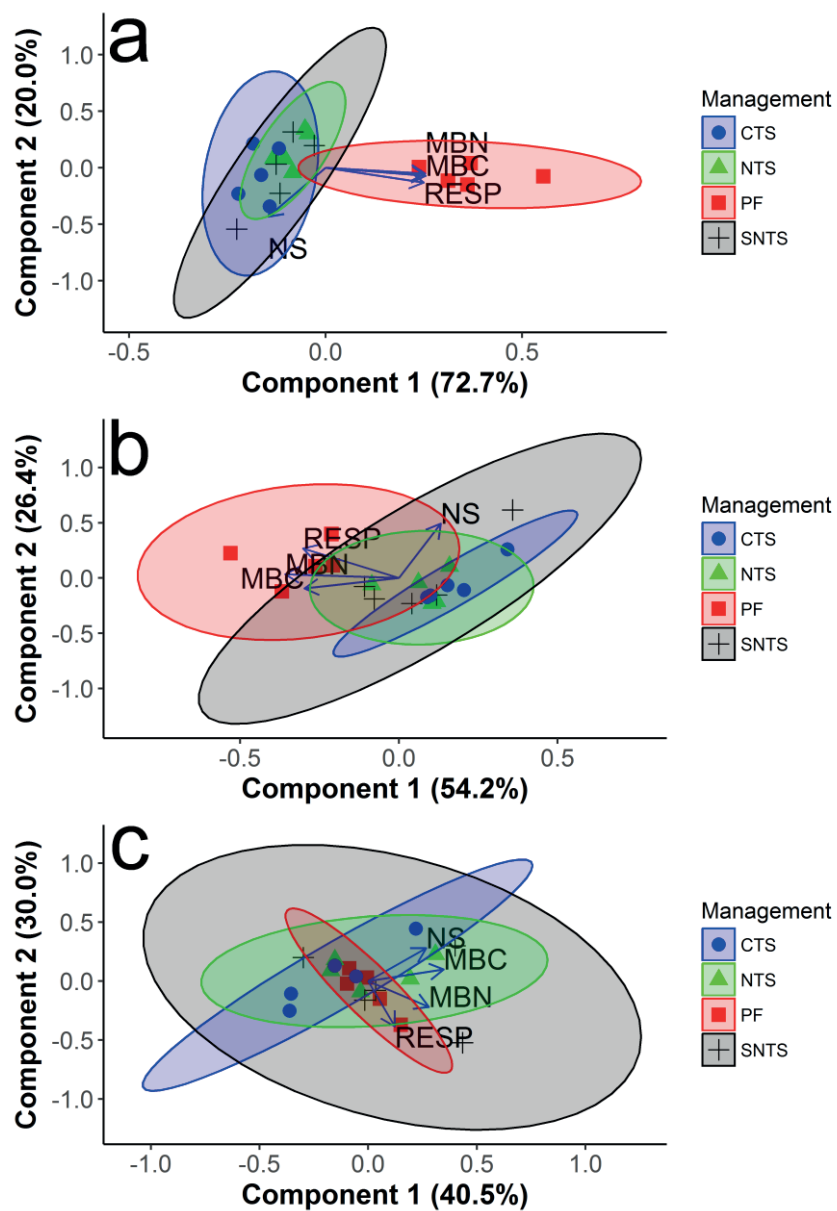 a
Component 2 (20.0%)
1.0
0.5
0.0
-0.5
-1.0
MBN
MBC
RESP
NS
-0.5
0.0
0.5
Component 1 (72.7%)
Management
CTS
NTS
PF
SNTS
b
Component 2 (26.4%)
1.0
0.5
0.0
-0.5
-1.0
NS
RESP
MBN
MBC
-0.5
0.0
0.5
Component 1 (54.2%)
Management
CTS
NTS
PF
SNTS
c
Component 2 (30.0%)
1.0
0.5
0.0
-0.5
-1.0
NS
MBC
MBN
RESP
-1.0
-0.5
0.0
0.5
1.0
Component 1 (40.5%)
Management
CTS
NTS
PF
SNTS